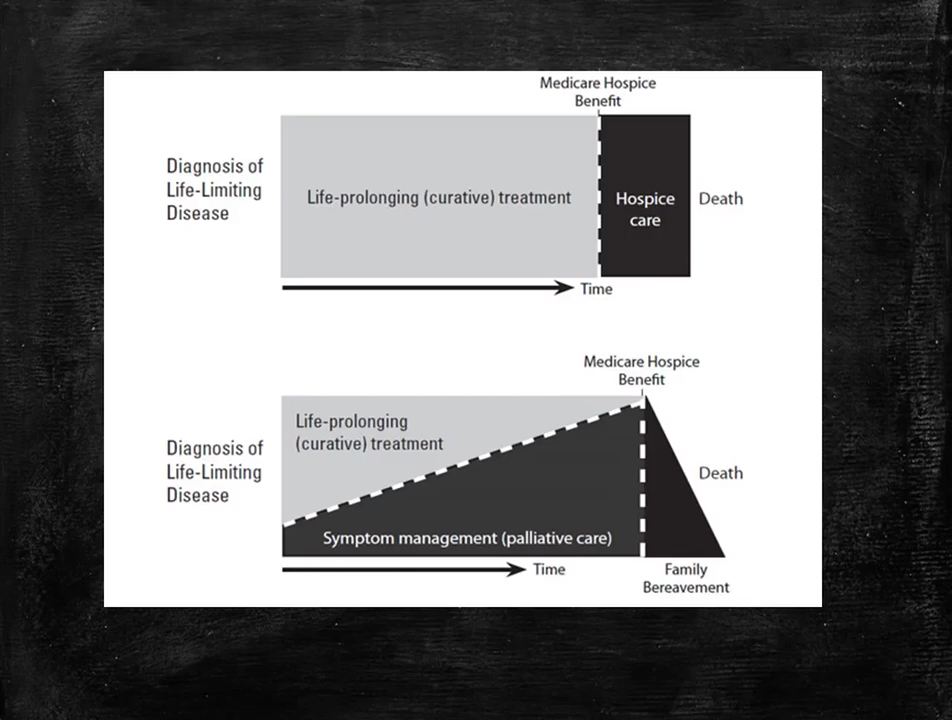 Medicare Hospice
Benefit
Diagnosis of
Life-Limiting
Disease
Life-prolonging (curative) treatment
Hospice
care
Death
Time
Medicare Hospice
Benefit
Life-prolonging
(curative) treatment
Diagnosis of
Life-Limiting
Disease
Death
Symptom management (palliative care)
Time
Family
Bereavement